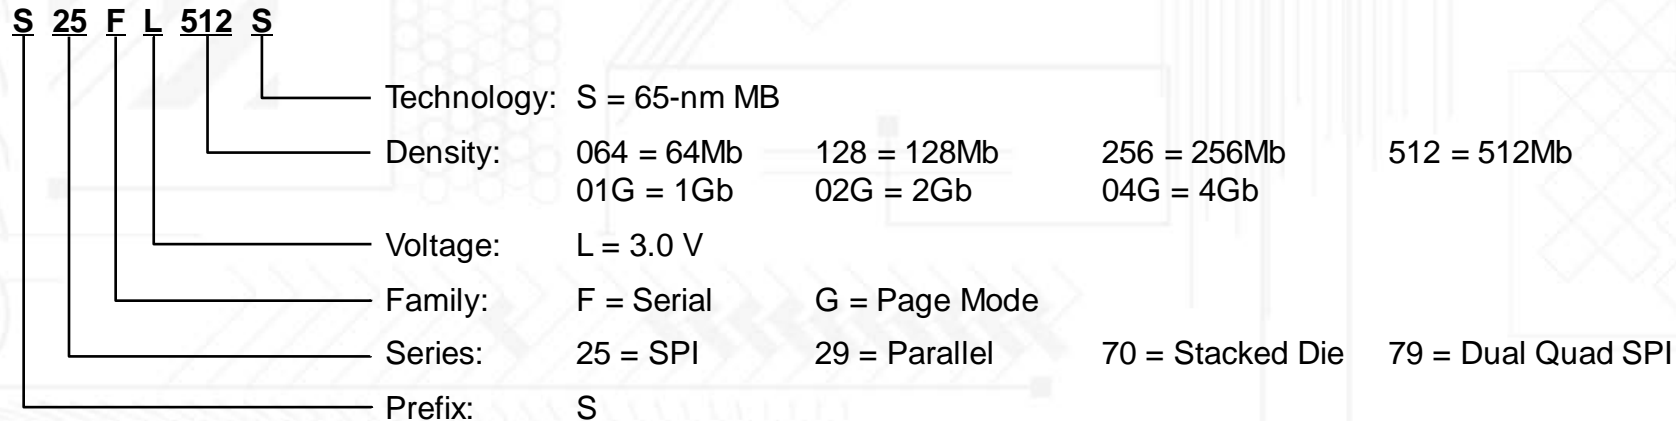 S 25 F L 512 S
Technology: S = 65-nm MB
Density: 064 = 64Mb 128 = 128Mb 256 = 256Mb 512 = 512Mb
01G = 1Gb 02G = 2Gb 04G = 4Gb
Voltage: L = 3.0 V
Family: F = Serial G = Page Mode
Series: 25 = SPI 29 = Parallel 70 = Stacked Die 79 = Dual Quad SPI
Prefix: S